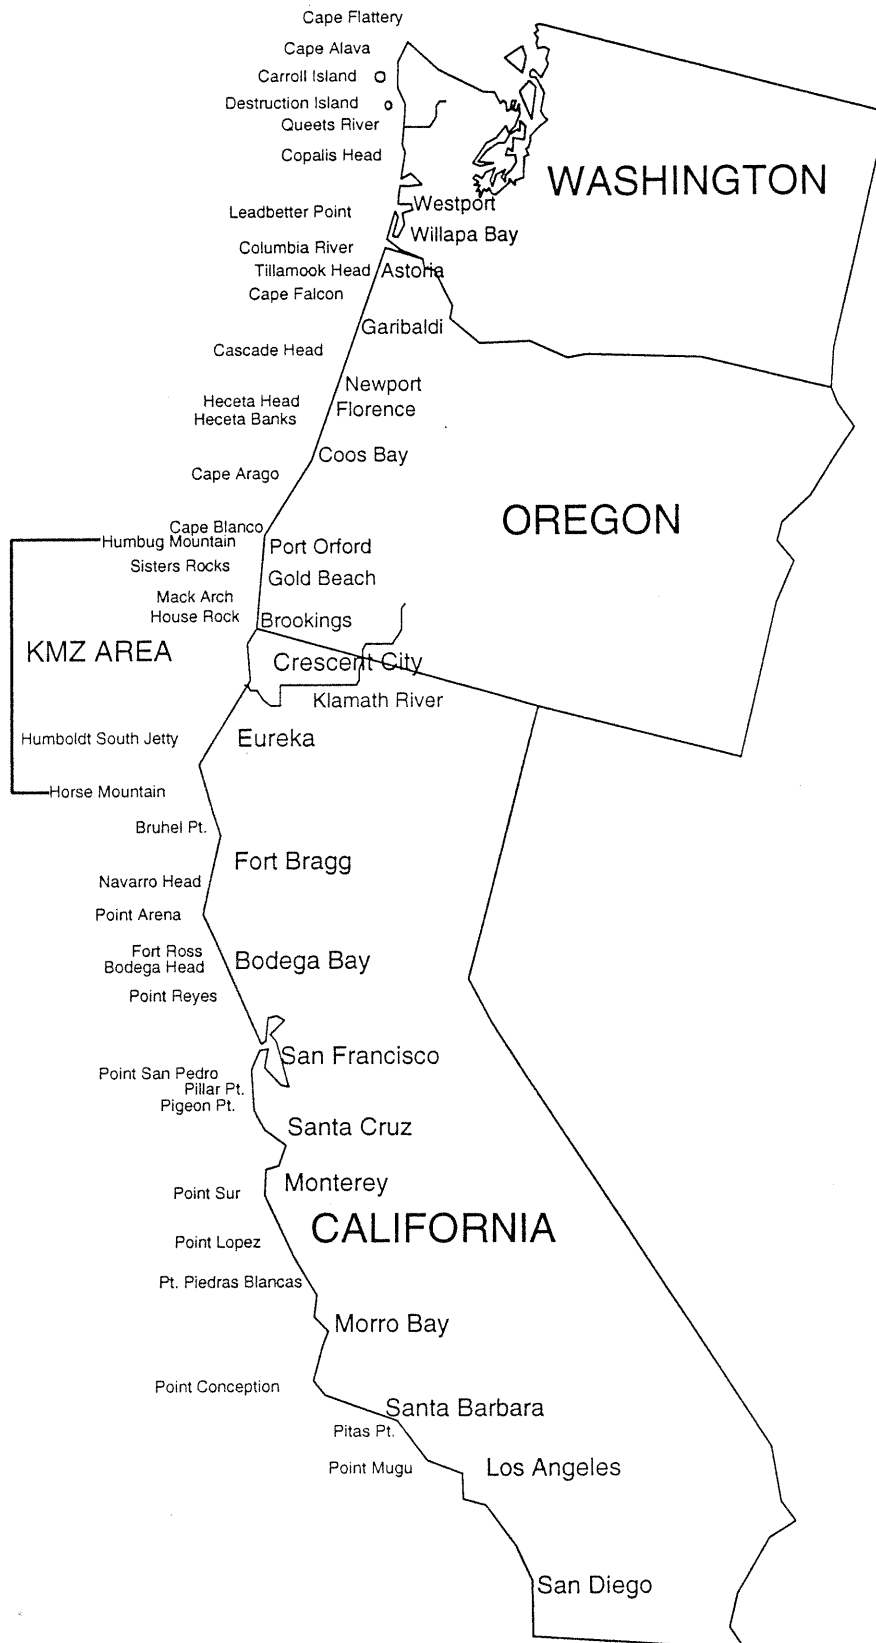 Cape Flattery
Cape Alava
Carroll Island
Destruction Island
Queets River
Copalis Head
WASHINGTON
Westport
Leadbetter Point
Willapa Bay
Columbia River
Tillamook Head
Astoria
Cape Falcon
Garibaldi
Cascade Head
Newport
Heceta Head
Florence
Heceta Banks
Coos Bay
Cape Arago
OREGON
Cape Blanco
Humbug Mountain
Port Orford
Sisters Rocks
Gold Beach
Mack Arch
House Rock
Brookings
KMZ AREA
Crescent City
Klamath River
Humboldt South Jetty
Eureka
Horse Mountain
Bruhel Pt.
Fort Bragg
Navarro Head
Point Arena
Fort Ross
Bodega Bay
Bodega Head
Point Reyes
San Francisco
Point San Pedro
Pillar Pt.
Pigeon Pt.
Santa Cruz
Monterey
Point Sur
CALIFORNIA
Point Lopez
Pt. Piedras Blancas
Morro Bay
Point Conception
Santa Barbara
Pitas Pt.
Point Mugu
Los Angeles
San Diego